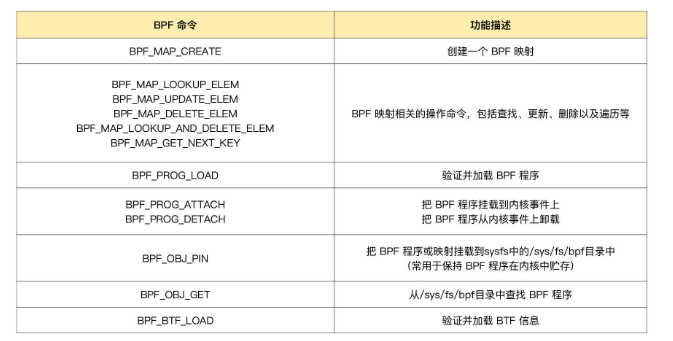 BPF 命令
功能描述
BPF_MAP_CREATE
创建一个 BPF 映射
BPF_MAP_LOOKUP_ELEM
BPF_MAP_UPDATE_ELEM
BPF_MAP_DELETE_ELEM
BPF_MAP_LOOKUP_AND_DELETE_ELEM
BPF_MAP_GET_NEXT_KEY
BPF 映射相关的操作命令，包括查找、更新、删除以及遍历等
BPF_PROG_LOAD
验证并加载 BPF 程序
BPF_PROG_ATTACH
BPF_PROG_DETACH
把 BPF 程序挂载到内核事件上
把 BPF 程序从内核事件上卸载
BPF_OBJ_PIN
把 BPF 程序或映射挂载到sysfs中的/sys/fs/bpf目录中
（常用于保持 BPF 程序在内核中贮存）
BPF_OBJ_GET
从/sys/fs/bpf目录中查找 BPF 程序
BPF_BTF_LOAD
验证并加载 BTF 信息